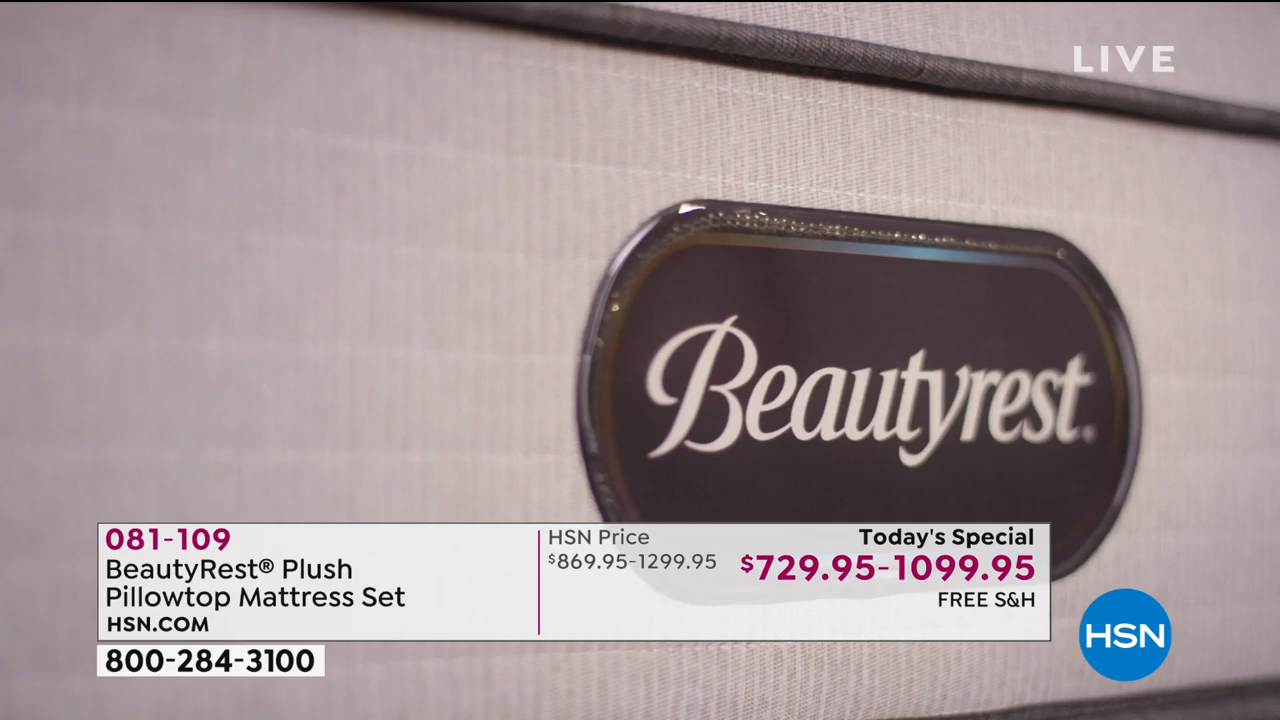 LIVE
Beautyrest.
081-109
BeautyRest® Plush
Pillowtop Mattress Set
HSN.COM
HSN Price
$869.95-1299.95
Today's Special
$729.95-1099.95
FREE S&H
800-284-3100
HSN